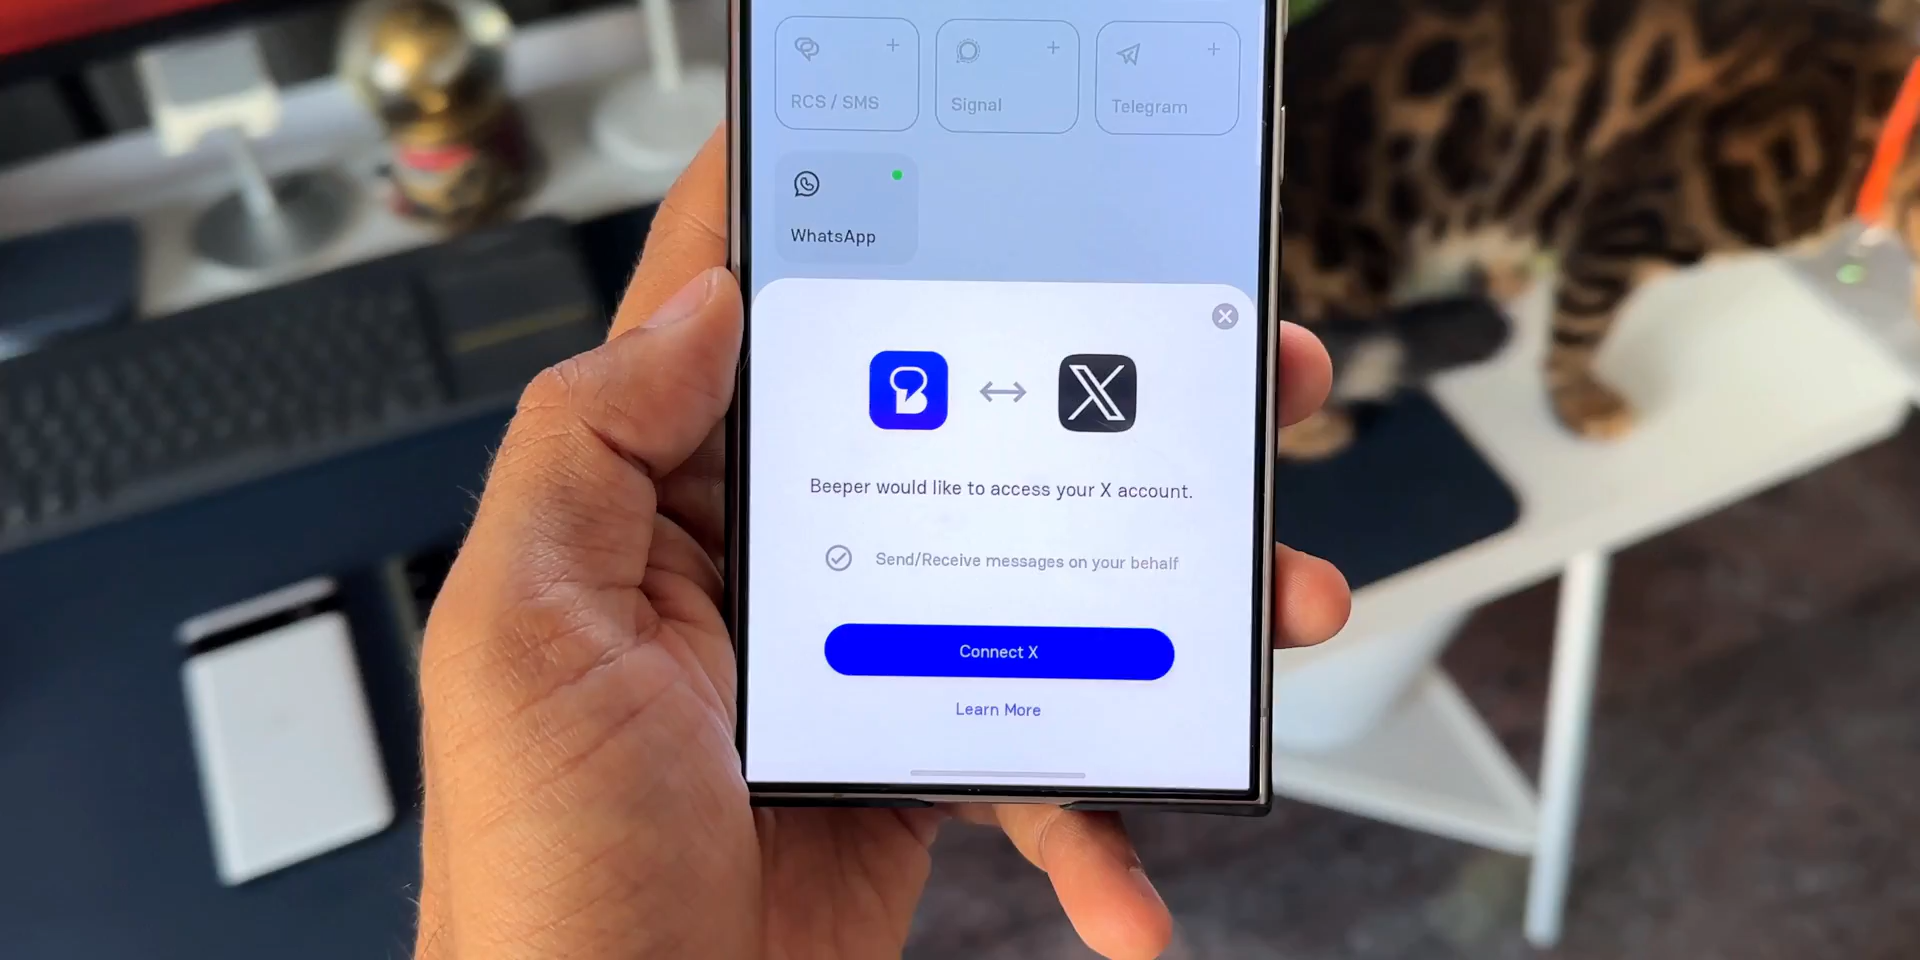 RCS / SMS
Signal
Telegram
WhatsApp
Beeper would like to access your X account.
Send/Receive messages on your behalf
Connect X
Learn More